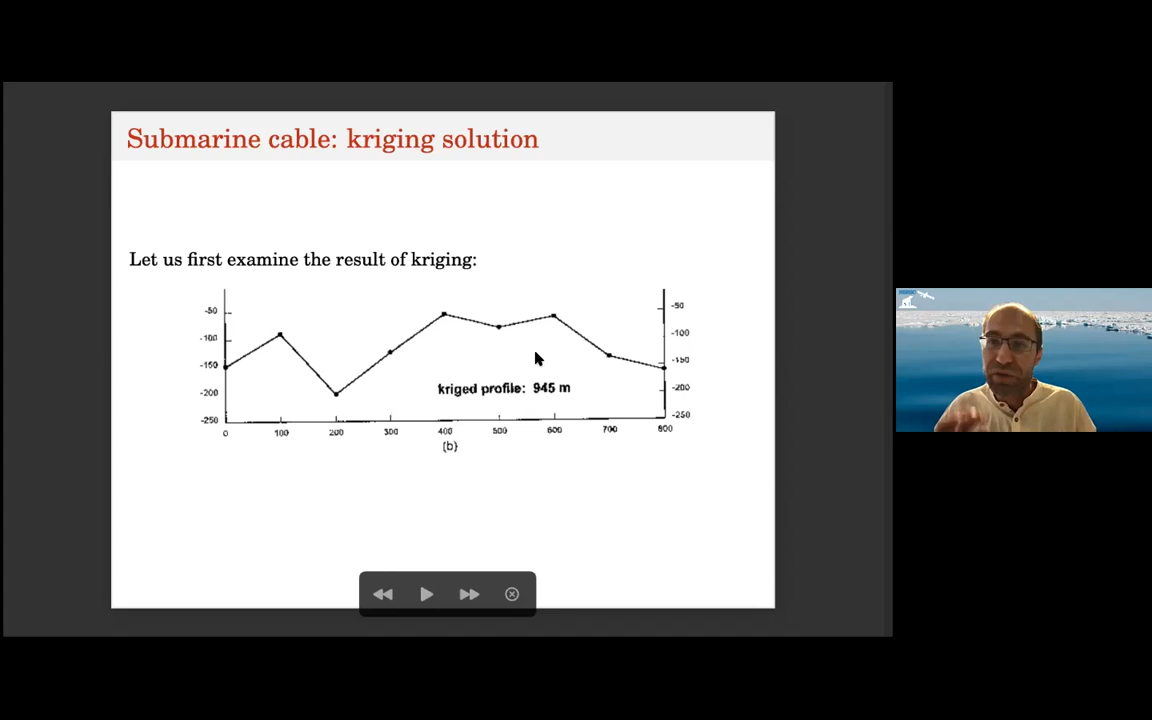 Submarine cable: kriging solution
Let us first examine the result of kriging:
-50
-100
-150
-200
-250
-50
-100
-150
-200
-250
kriged profile: 945 m
0 100 200 300 400 500 600 700 800
(b)